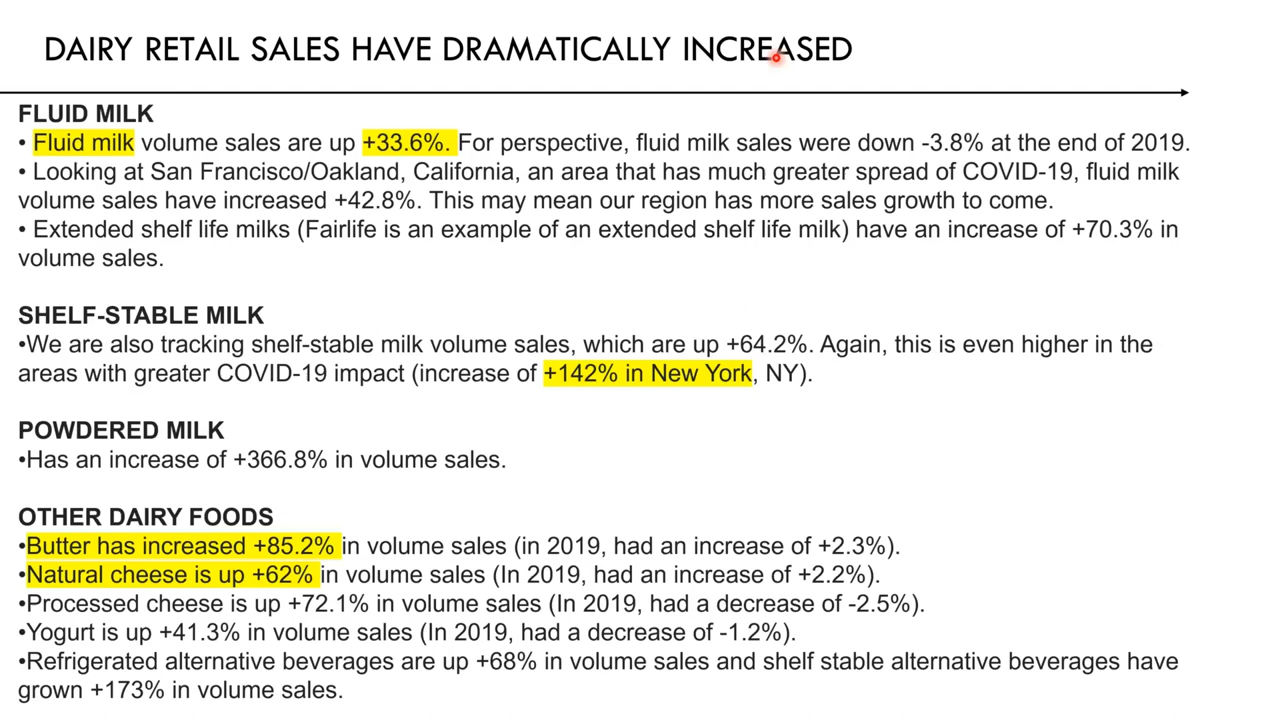 DAIRY RETAIL SALES HAVE DRAMATICALLY INCREASED
FLUID MILK
• Fluid milk volume sales are up +33.6%. For perspective, fluid milk sales were down -3.8% at the end of 2019.
• Looking at San Francisco/Oakland, California, an area that has much greater spread of COVID-19, fluid milk
volume sales have increased +42.8%. This may mean our region has more sales growth to come.
• Extended shelf life milks (Fairlife is an example of an extended shelf life milk) have an increase of +70.3% in
volume sales.
SHELF-STABLE MILK
•We are also tracking shelf-stable milk volume sales, which are up +64.2%. Again, this is even higher in the
areas with greater COVID-19 impact (increase of +142% in New York, NY).
POWDERED MILK
•Has an increase of +366.8% in volume sales.
OTHER DAIRY FOODS
•Butter has increased +85.2% in volume sales (in 2019, had an increase of +2.3%).
•Natural cheese is up +62% in volume sales (In 2019, had an increase of +2.2%).
•Processed cheese is up +72.1% in volume sales (In 2019, had a decrease of -2.5%).
•Yogurt is up +41.3% in volume sales (In 2019, had a decrease of -1.2%).
•Refrigerated alternative beverages are up +68% in volume sales and shelf stable alternative beverages have
grown +173% in volume sales.